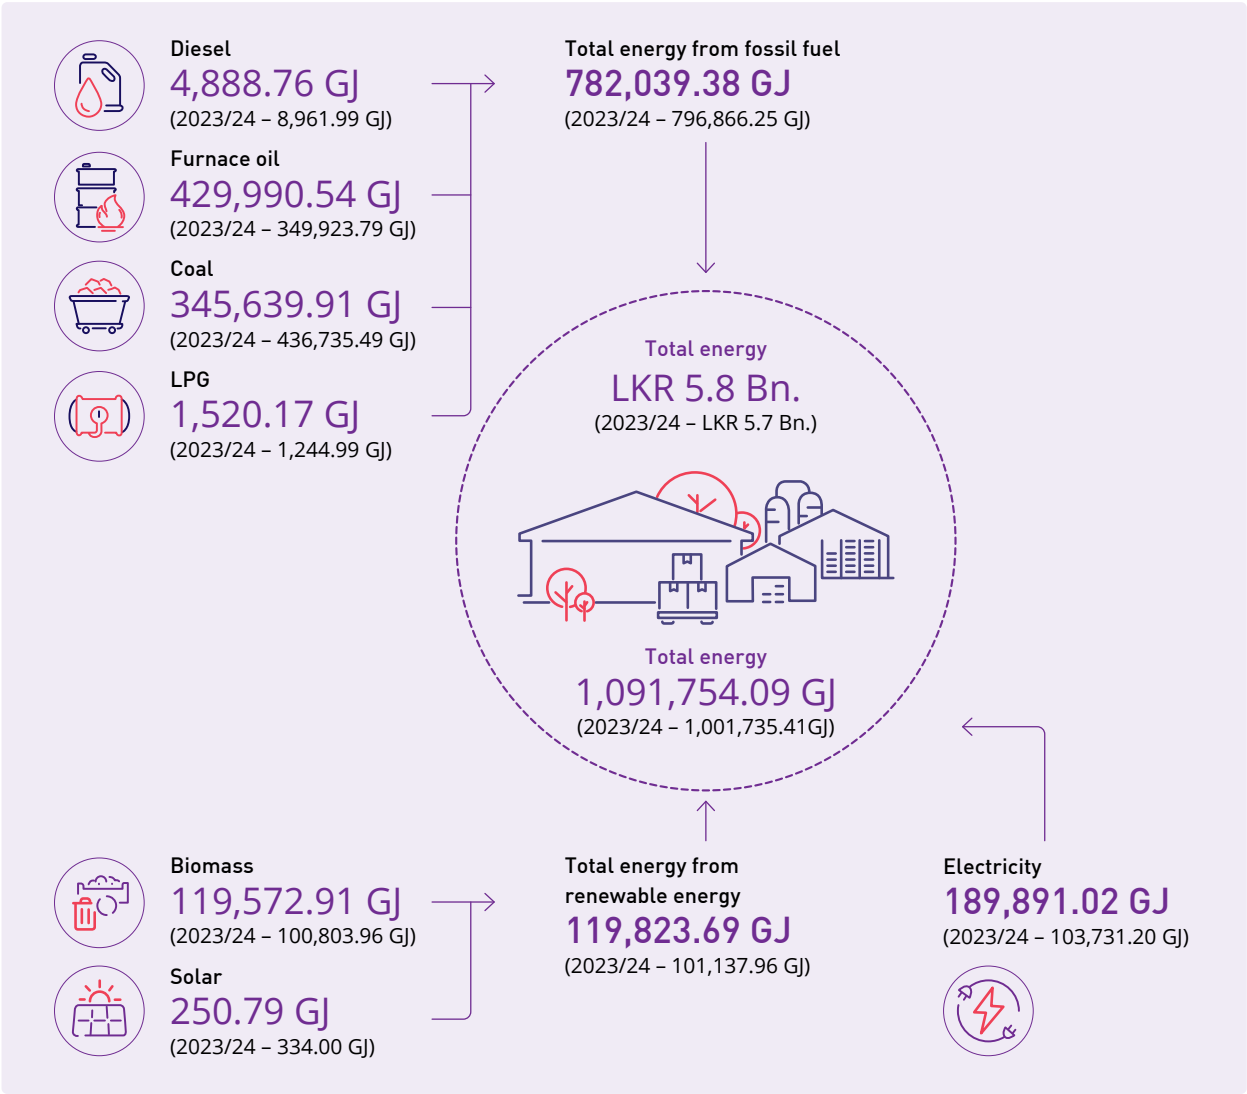 Diesel
4,888.76 GJ
(2023/24 – 8,961.99 GJ)
Furnace oil
429,990.54 GJ
(2023/24 – 349,923.79 GJ)
Coal
345,639.91 GJ
(2023/24 – 436,735.49 GJ)
LPG
1,520.17 GJ
(2023/24 – 1,244.99 GJ)
Total energy from fossil fuel
782,039.38 GJ
(2023/24 – 796,866.25 GJ)
Total energy
LKR 5.8 Bn.
(2023/24 – LKR 5.7 Bn.)
Total energy
1,091,754.09 GJ
(2023/24 – 1,001,735.41GJ)
Biomass
119,572.91 GJ
(2023/24 – 100,803.96 GJ)
Solar
250.79 GJ
(2023/24 – 334.00 GJ)
Total energy from
renewable energy
119,823.69 GJ
(2023/24 – 101,137.96 GJ)
Electricity
189,891.02 GJ
(2023/24 – 103,731.20 GJ)